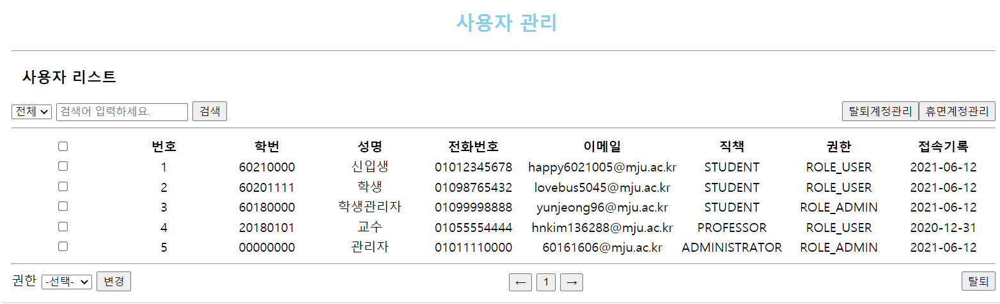 사용자 관리
사용자 리스트
전체 검색어 입력하세요. 검색 탈퇴계정관리 휴면계정관리
번호 학번 성명 전화번호 이메일 직책 권한 접속기록
1 60210000 신입생 01012345678 happy6021005@mju.ac.kr STUDENT ROLE_USER 2021-06-12
2 60201111 학생 01098765432 lovebus5045@mju.ac.kr STUDENT ROLE_USER 2021-06-12
3 60180000 학생관리자 01099998888 yunjeong96@mju.ac.kr STUDENT ROLE_ADMIN 2021-06-12
4 20180101 교수 01055554444 hnkim136288@mju.ac.kr PROFESSOR ROLE_USER 2020-12-31
5 00000000 관리자 01011110000 60161606@mju.ac.kr ADMINISTRATOR ROLE_ADMIN 2021-06-12
권한 -선택- 변경 ← 1 → 탈퇴